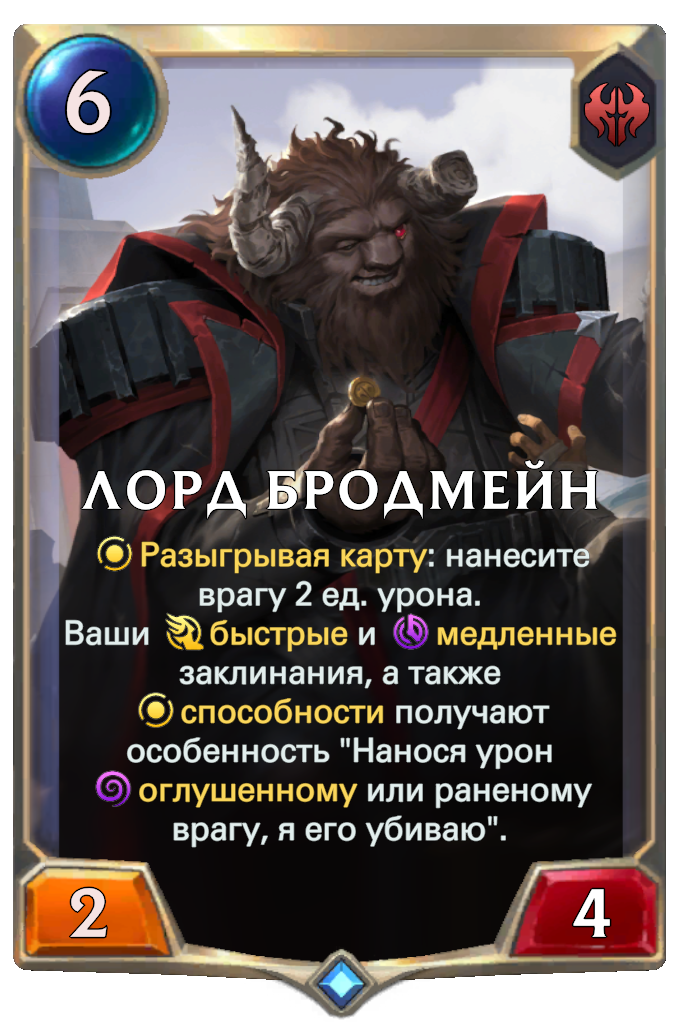 6
ЛОРД БРОДМЕЙН
Разыгрывая карту: нанесите
врагу 2 ед. урона.
Ваши быстрые и медленные
заклинания, а также
способности получают
особенность "Нанося урон
оглушенному или раненому
врагу, я его убиваю".
2
4